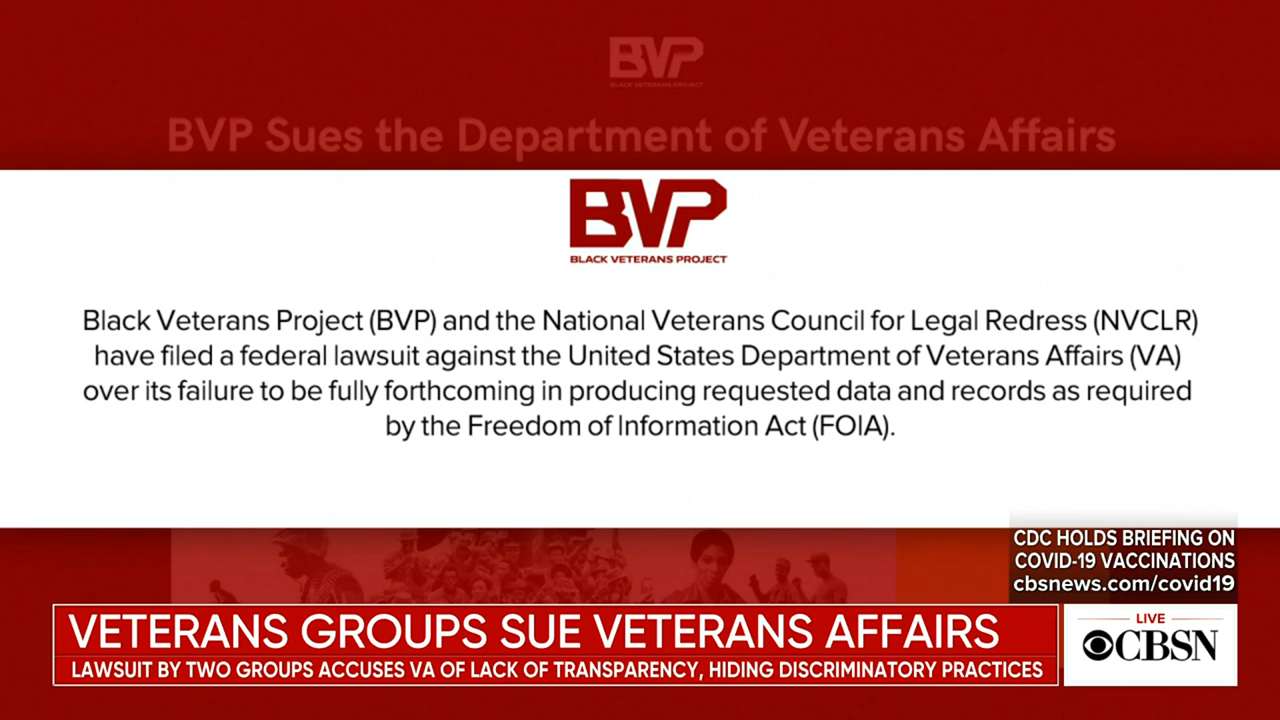 BVP
BLACK VETERANS PROJECT
BVP Sues the Department of Veterans Affairs
BVP
BLACK VETERANS PROJECT
Black Veterans Project (BVP) and the National Veterans Council for Legal Redress (NVCLR)
have filed a federal lawsuit against the United States Department of Veterans Affairs (VA)
over its failure to be fully forthcoming in producing requested data and records as required
by the Freedom of Information Act (FOIA).
CDC HOLDS BRIEFING ON
COVID-19 VACCINATIONS
cbsnews.com/covid19
VETERANS GROUPS SUE VETERANS AFFAIRS
LAWSUIT BY TWO GROUPS ACCUSES VA OF LACK OF TRANSPARENCY, HIDING DISCRIMINATORY PRACTICES
LIVE
CBSN